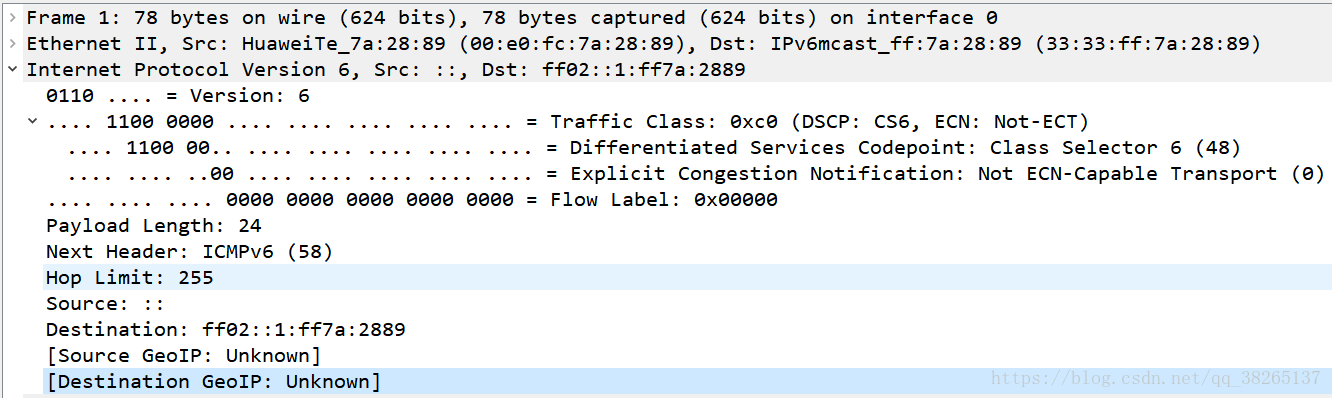 Frame 1: 78 bytes on wire (624 bits), 78 bytes captured (624 bits) on interface 0
Ethernet II, Src: HuaweiTe_7a:28:89 (00:e0:fc:7a:28:89), Dst: IPv6mcast_ff:7a:28:89 (33:33:ff:7a:28:89)
Internet Protocol Version 6, Src: ::, Dst: ff02::1:ff7a:2889
0110 .... = Version: 6
.... 1100 0000 .... .... .... .... .... = Traffic Class: 0xc0 (DSCP: CS6, ECN: Not-ECT)
.... 1100 00.. .... .... .... .... .... = Differentiated Services Codepoint: Class Selector 6 (48)
.... .... ..00 .... .... .... .... .... = Explicit Congestion Notification: Not ECN-Capable Transport (0)
.... .... .... 0000 0000 0000 0000 0000 = Flow Label: 0x00000
Payload Length: 24
Next Header: ICMPv6 (58)
Hop Limit: 255
Source: ::
Destination: ff02::1:ff7a:2889
[Source GeoIP: Unknown]
[Destination GeoIP: Unknown]
https://blog.csdn.net/qq_38265137